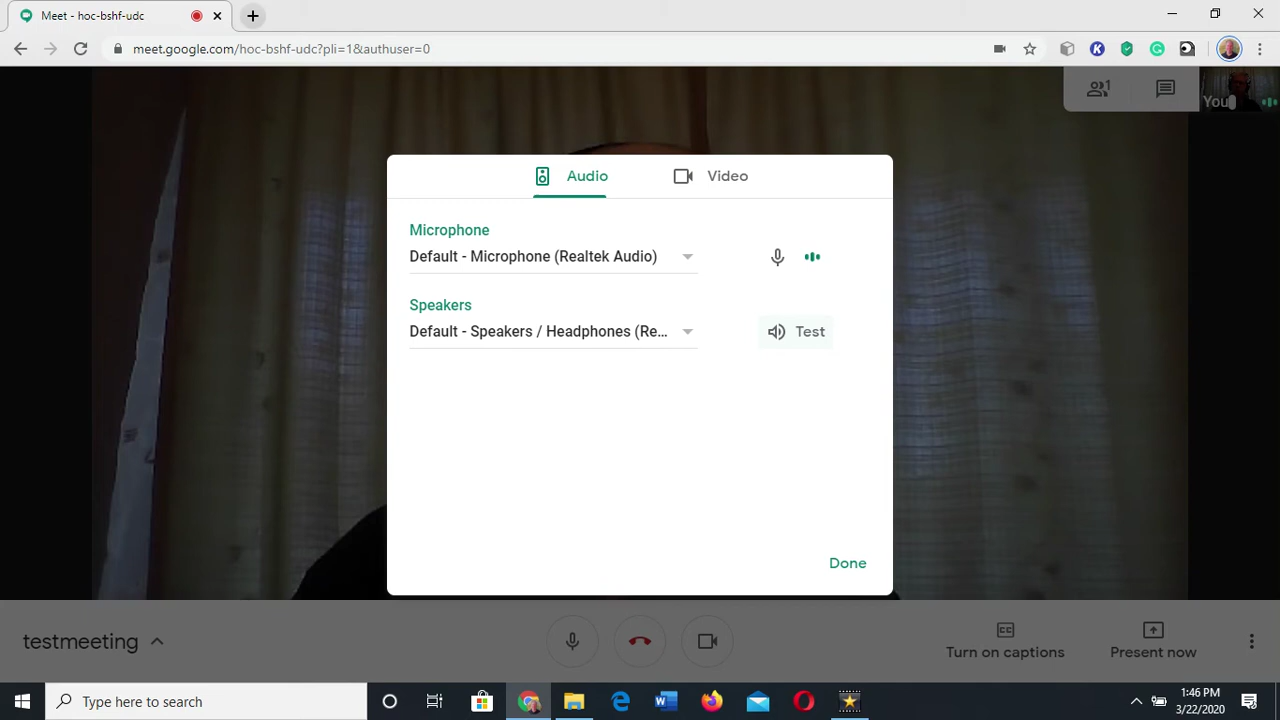 Meet - hoc-bshf-udc
meet.google.com/hoc-bshf-udc?pli=1&authuser=0
1
You
Audio
Video
Microphone
Default - Microphone (Realtek Audio)
Speakers
Default - Speakers / Headphones (Re...
Test
Done
testmeeting
CC
Turn on captions
Present now
Type here to search
1:46 PM
3/22/2020